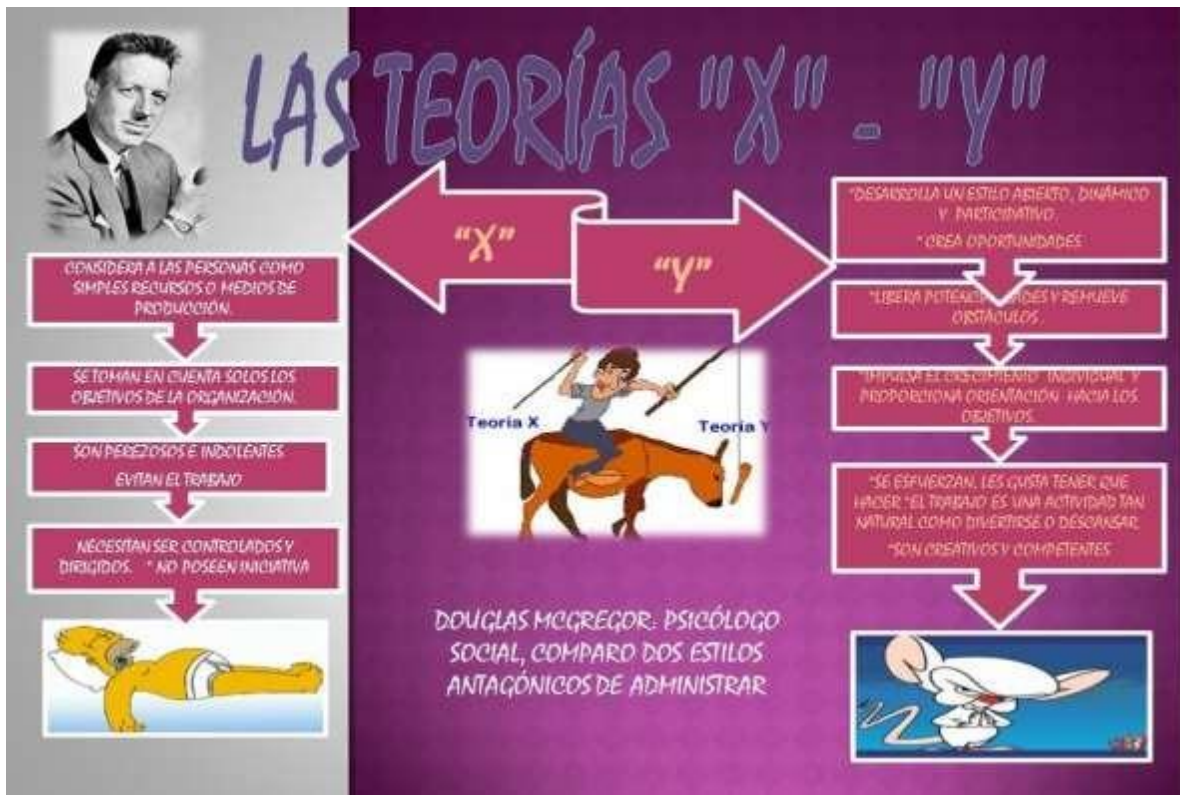 LAS TEORÍAS "X" - "Y"
"X"
"Y"
CONSIDERA A LAS PERSONAS COMO
SIMPLES RECURSOS O MEDIOS DE
PRODUCCIÓN.
SE TOMAN EN CUENTA SOLOS LOS
OBJETIVOS DE LA ORGANIZACIÓN.
SON PEREZOSOS E INDOLENTES
EVITAN EL TRABAJO
NECESITAN SER CONTROLADOS Y
DIRIGIDOS. * NO POSEEN INICIATIVA
Teoría X
Teoría Y
DOUGLAS MCGREGOR: PSICÓLOGO
SOCIAL, COMPARO DOS ESTILOS
ANTAGÓNICOS DE ADMINISTRAR
*DESARROLLA UN ESTILO ABIERTO, DINÁMICO
Y PARTICIPATIVO.
* CREA OPORTUNIDADES
*LIBERA Y REMUEVE
OBSTÁCULOS
*IMPULSA EL CRECIMIENTO INDIVIDUAL Y
PROPORCIONA ORIENTACIÓN HACIA LOS
OBJETIVOS.
*SE ESFUERZAN, LES GUSTA TENER QUE
HACER *EL TRABAJO ES UNA ACTIVIDAD TAN
NATURAL COMO DIVERTIRSE O DESCANSAR
*SON CREATIVOS Y COMPETENTES